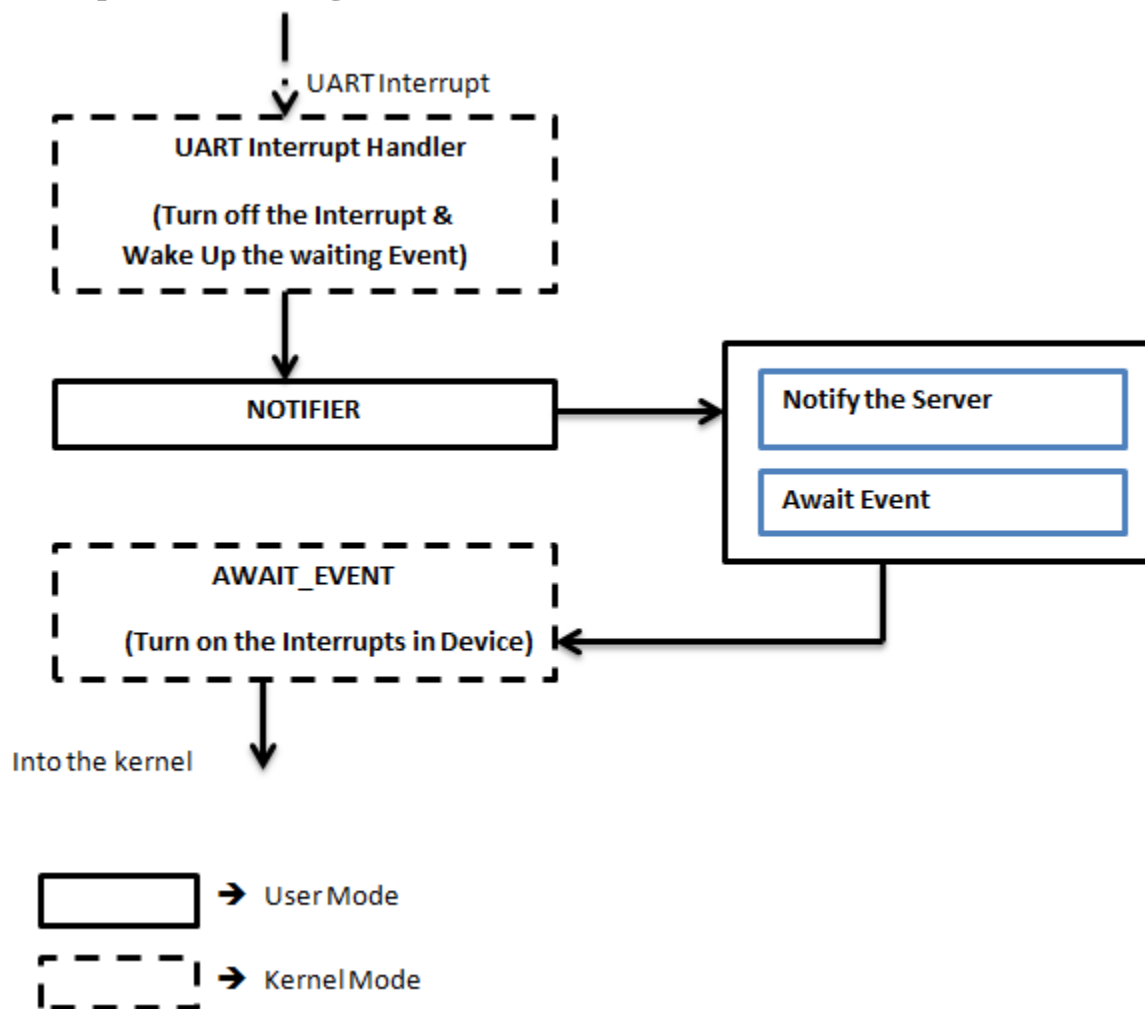 UART Interrupt
UART Interrupt Handler
(Turn off the Interrupt &
Wake Up the waiting Event)
NOTIFIER
Notify the Server
Await Event
AWAIT_EVENT
(Turn on the Interrupts in Device)
Into the kernel
User Mode
Kernel Mode